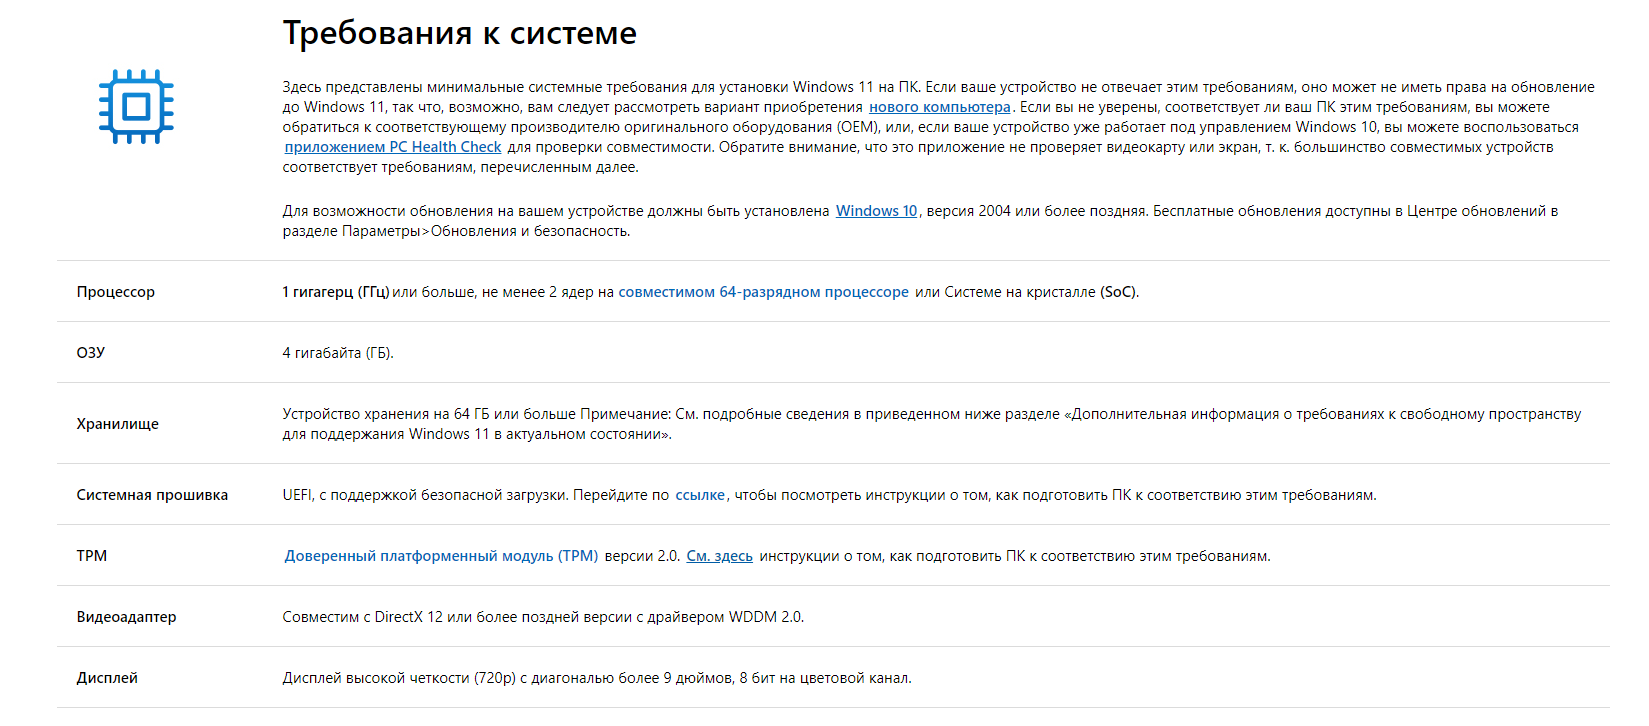 Требования к системе
Здесь представлены минимальные системные требования для установки Windows 11 на ПК. Если ваше устройство не отвечает этим требованиям, оно может не иметь права на обновление
до Windows 11, так что, возможно, вам следует рассмотреть вариант приобретения нового компьютера. Если вы не уверены, соответствует ли ваш ПК этим требованиям, вы можете
обратиться к соответствующему производителю оригинального оборудования (OEM), или, если ваше устройство уже работает под управлением Windows 10, вы можете воспользоваться
приложением PC Health Check для проверки совместимости. Обратите внимание, что это приложение не проверяет видеокарту или экран, т. к. большинство совместимых устройств
соответствует требованиям, перечисленным далее.
Для возможности обновления на вашем устройстве должны быть установлена Windows 10, версия 2004 или более поздняя. Бесплатные обновления доступны в Центре обновлений в
разделе Параметры>Обновления и безопасность.
Процессор
1 гигагерц (ГГц) или больше, не менее 2 ядер на совместимом 64-разрядном процессоре или Системе на кристалле (SoC).
ОЗУ
4 гигабайта (ГБ).
Хранилище
Устройство хранения на 64 ГБ или больше Примечание: См. подробные сведения в приведенном ниже разделе «Дополнительная информация о требованиях к свободному пространству
для поддержания Windows 11 в актуальном состоянии».
Системная прошивка
UEFI, с поддержкой безопасной загрузки. Перейдите по ссылке, чтобы посмотреть инструкции о том, как подготовить ПК к соответствию этим требованиям.
TPM
Доверенный платформенный модуль (TPM) версии 2.0. См. здесь инструкции о том, как подготовить ПК к соответствию этим требованиям.
Видеоадаптер
Совместим с DirectX 12 или более поздней версии с драйвером WDDM 2.0.
Дисплей
Дисплей высокой четкости (720p) с диагональю более 9 дюймов, 8 бит на цветовой канал.